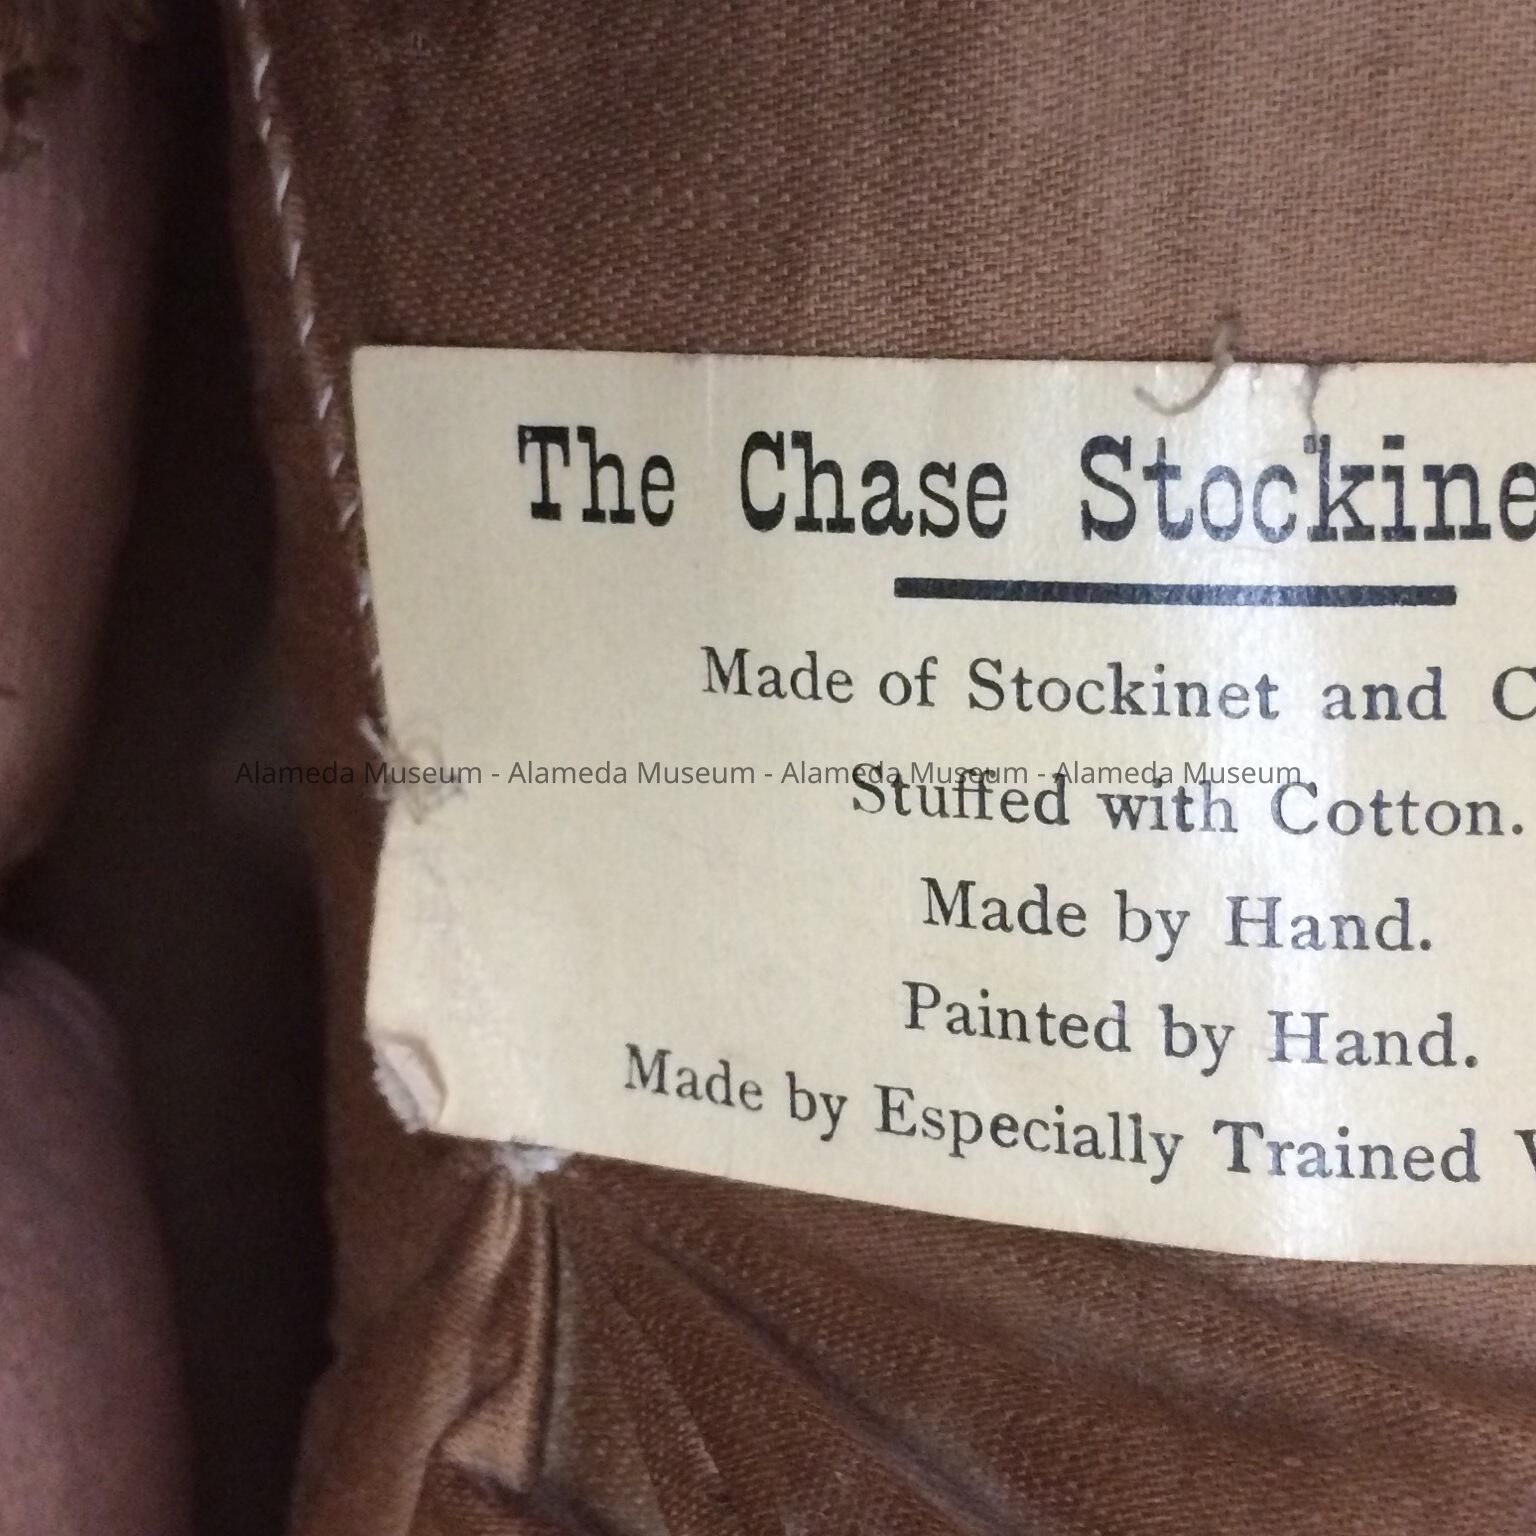 The Chase Stockine
Made of Stockinet and C
Alameda Museum - Alameda Museum - Alameda Museum - Alameda Museum
Stuffed with Cotton.
Made by Hand.
Painted by Hand.
Made by Especially Trained